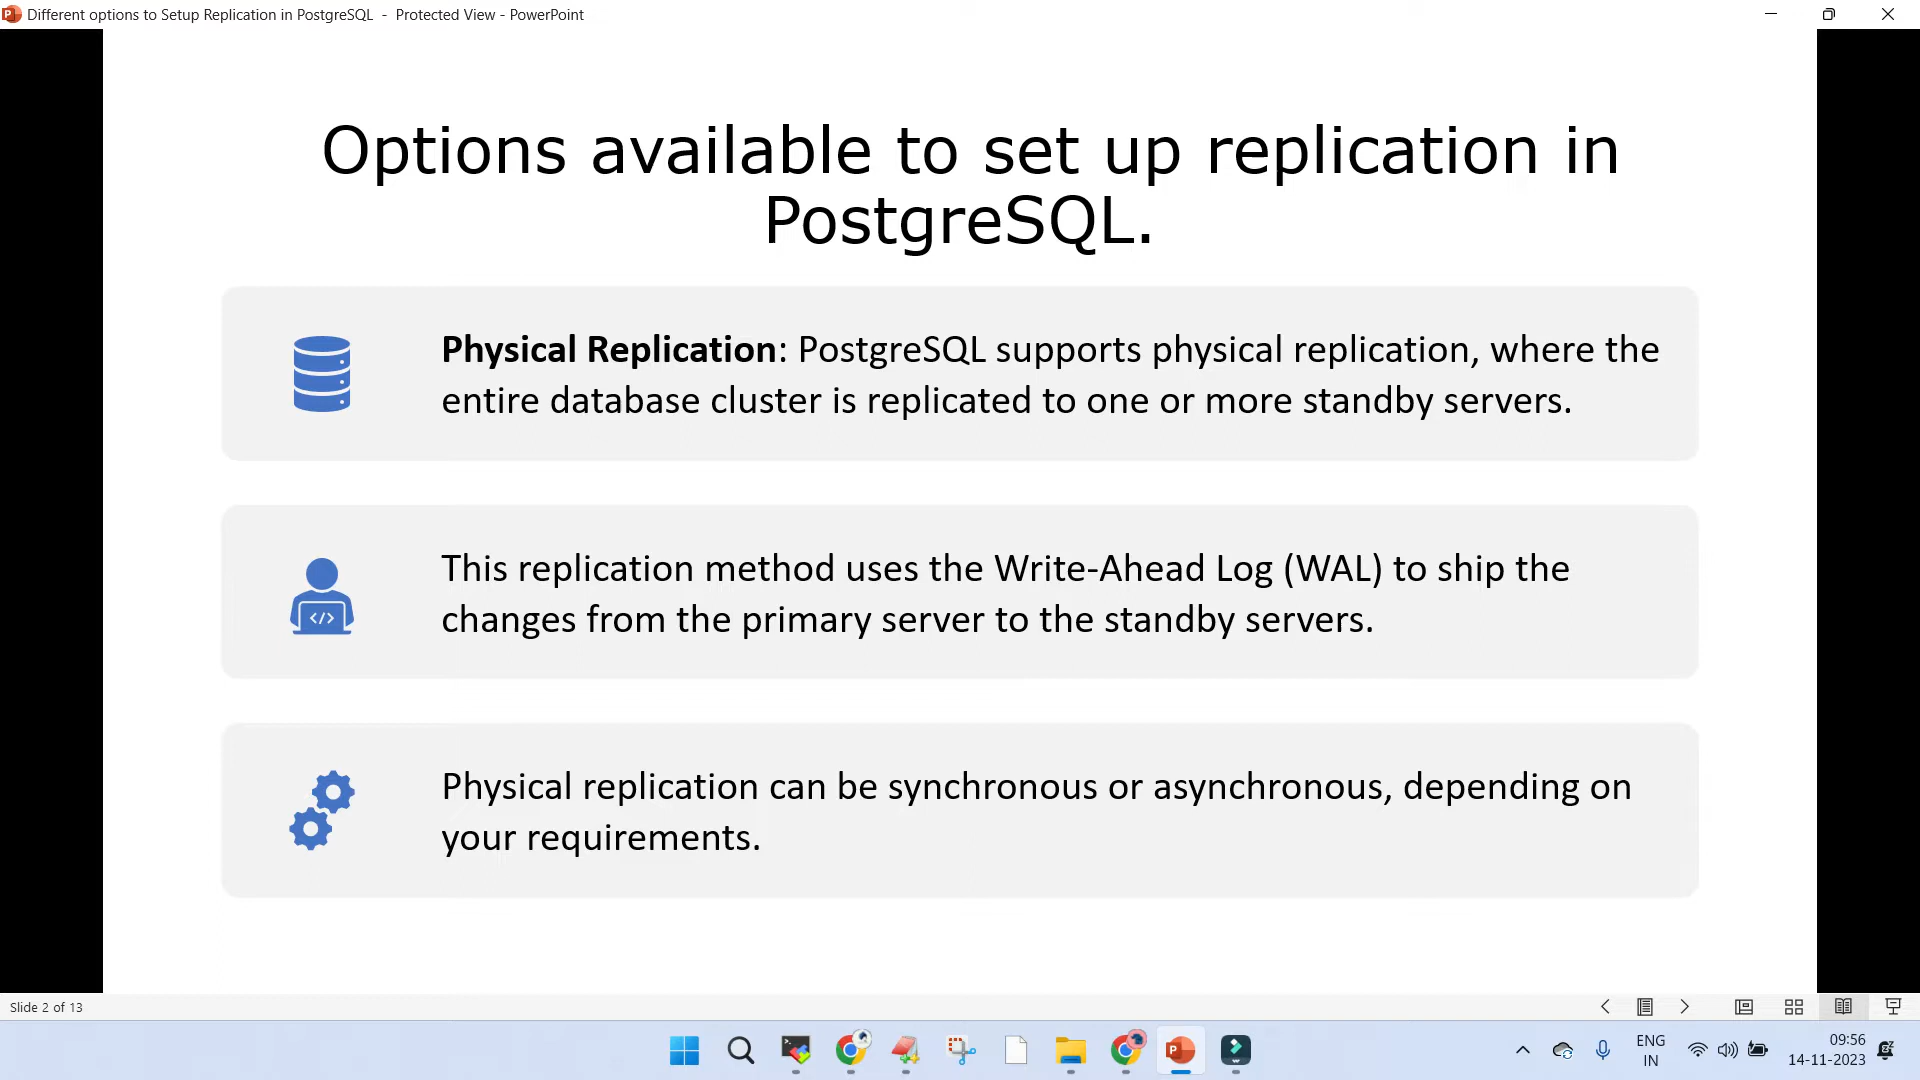 Different options to Setup Replication in PostgreSQL - Protected View - PowerPoint
Options available to set up replication in
PostgreSQL.
Physical Replication: PostgreSQL supports physical replication, where the
entire database cluster is replicated to one or more standby servers.
This replication method uses the Write-Ahead Log (WAL) to ship the
changes from the primary server to the standby servers.
Physical replication can be synchronous or asynchronous, depending on
your requirements.
Slide 2 of 13
ENG
IN
09:56
14-11-2023